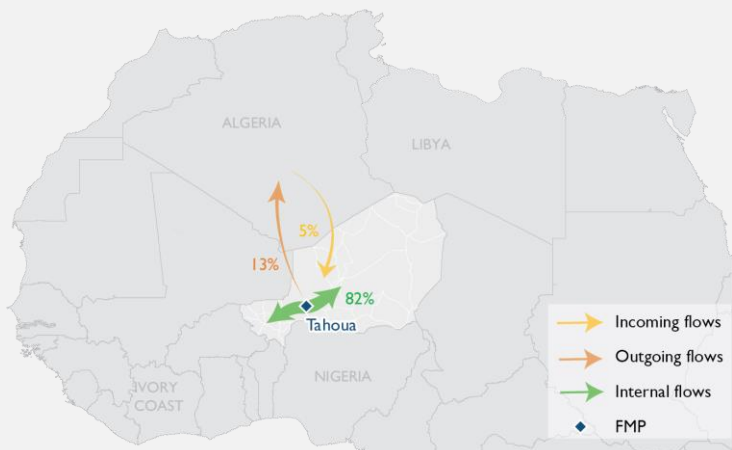 ALGERIA
LIBYA
5%
13%
82%
Tahoua
NIGERIA
IVORY
COAST
Incoming flows
Outgoing flows
Internal flows
FMP